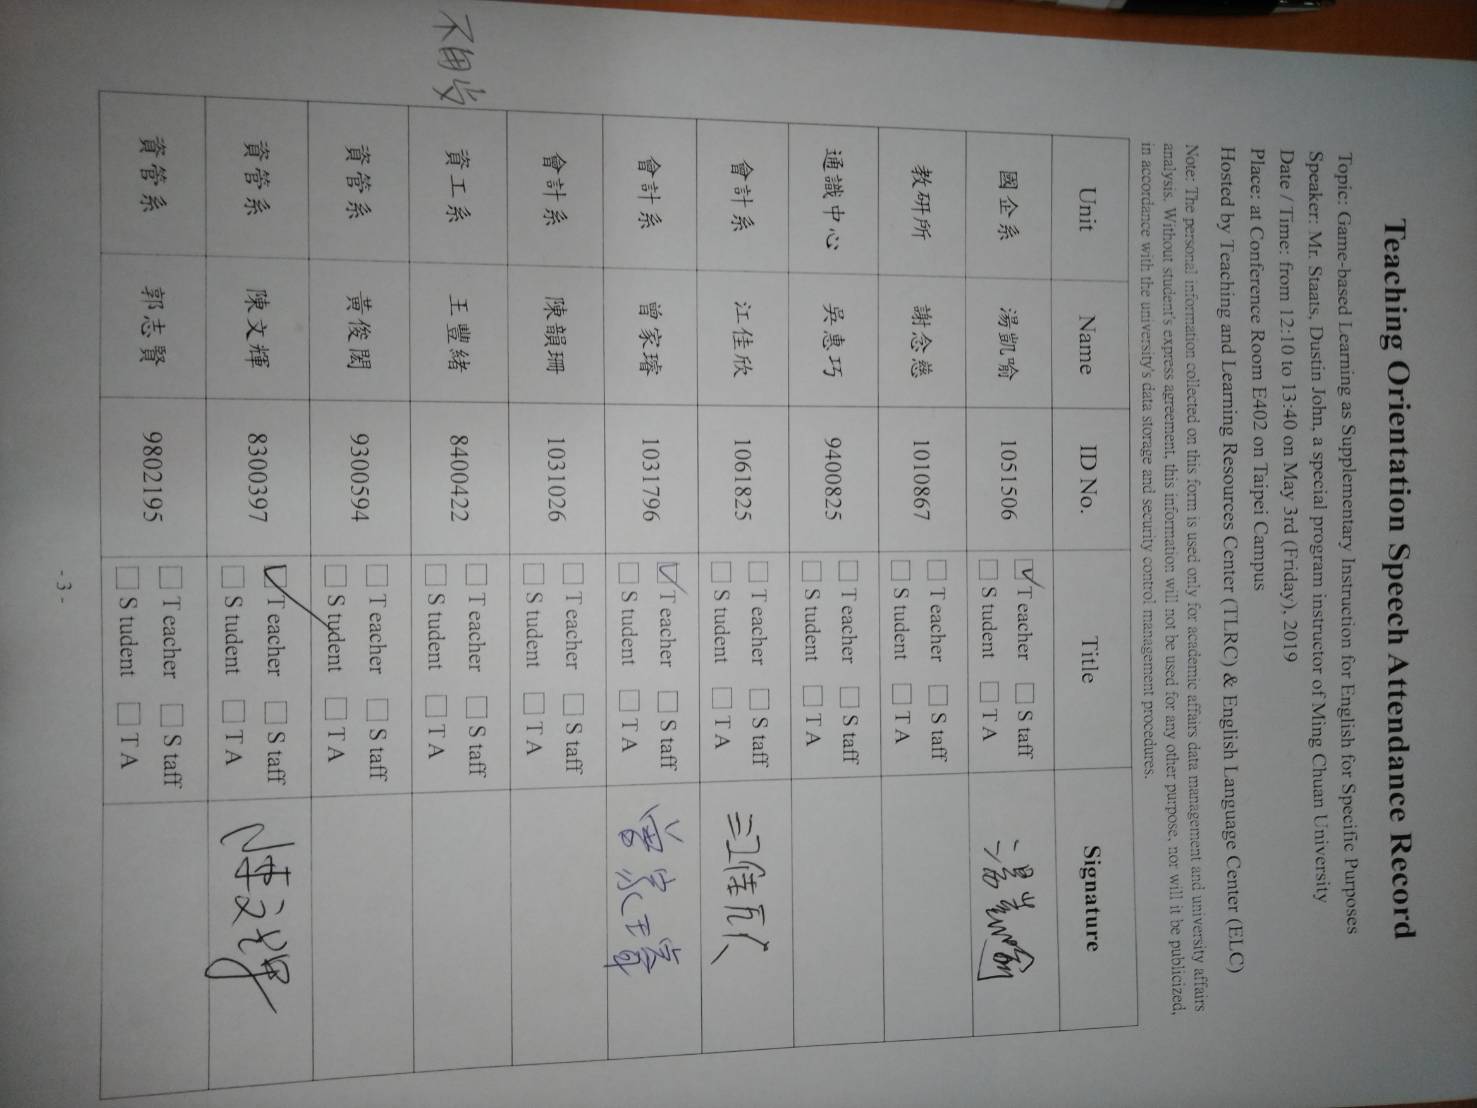 Teaching Orientation Speech Attendance Record
Topic: Game-based Learning as Supplementary Instruction for English for Specific Purposes
Speaker: Mr. Staats, Dustin John, a special program instructor of Ming Chuan University
Date / Time: from 12:10 to 13:40 on May 3rd (Friday), 2019
Place: at Conference Room E402 on Taipei Campus
Hosted by Teaching and Learning Resources Center (TLRC) & English Language Center (ELC)
Note: The personal information collected on this form is used only for academic affairs data management and university affairs
analysis. Without student's express agreement, this information will not be used for any other purpose, nor will it be publicized,
in accordance with the university's data storage and security control management procedures.
Unit Name ID No. Title Signature
國企系 湯凱喻 1051506 ☑Teacher □Staff □Student □TA 湯凱喻
教研所 謝念慈 1010867 □Teacher □Staff □Student □TA
通識中心 吳惠巧 9400825 □Teacher □Staff □Student □TA
會計系 江佳欣 1061825 □Teacher □Staff □Student □TA 江佳欣
會計系 曾家璿 1031796 ☑Teacher □Staff □Student □TA 曾家璿
會計系 陳韻珊 1031026 □Teacher □Staff □Student □TA
資工系 王豐緒 8400422 □Teacher □Staff □Student □TA
資管系 黃俊閎 9300594 □Teacher □Staff □Student □TA
資管系 陳文輝 8300397 ☑Teacher □Staff □Student □TA 陳文輝
資管系 郭志賢 9802195 □Teacher □Staff □Student □TA
- 3 -